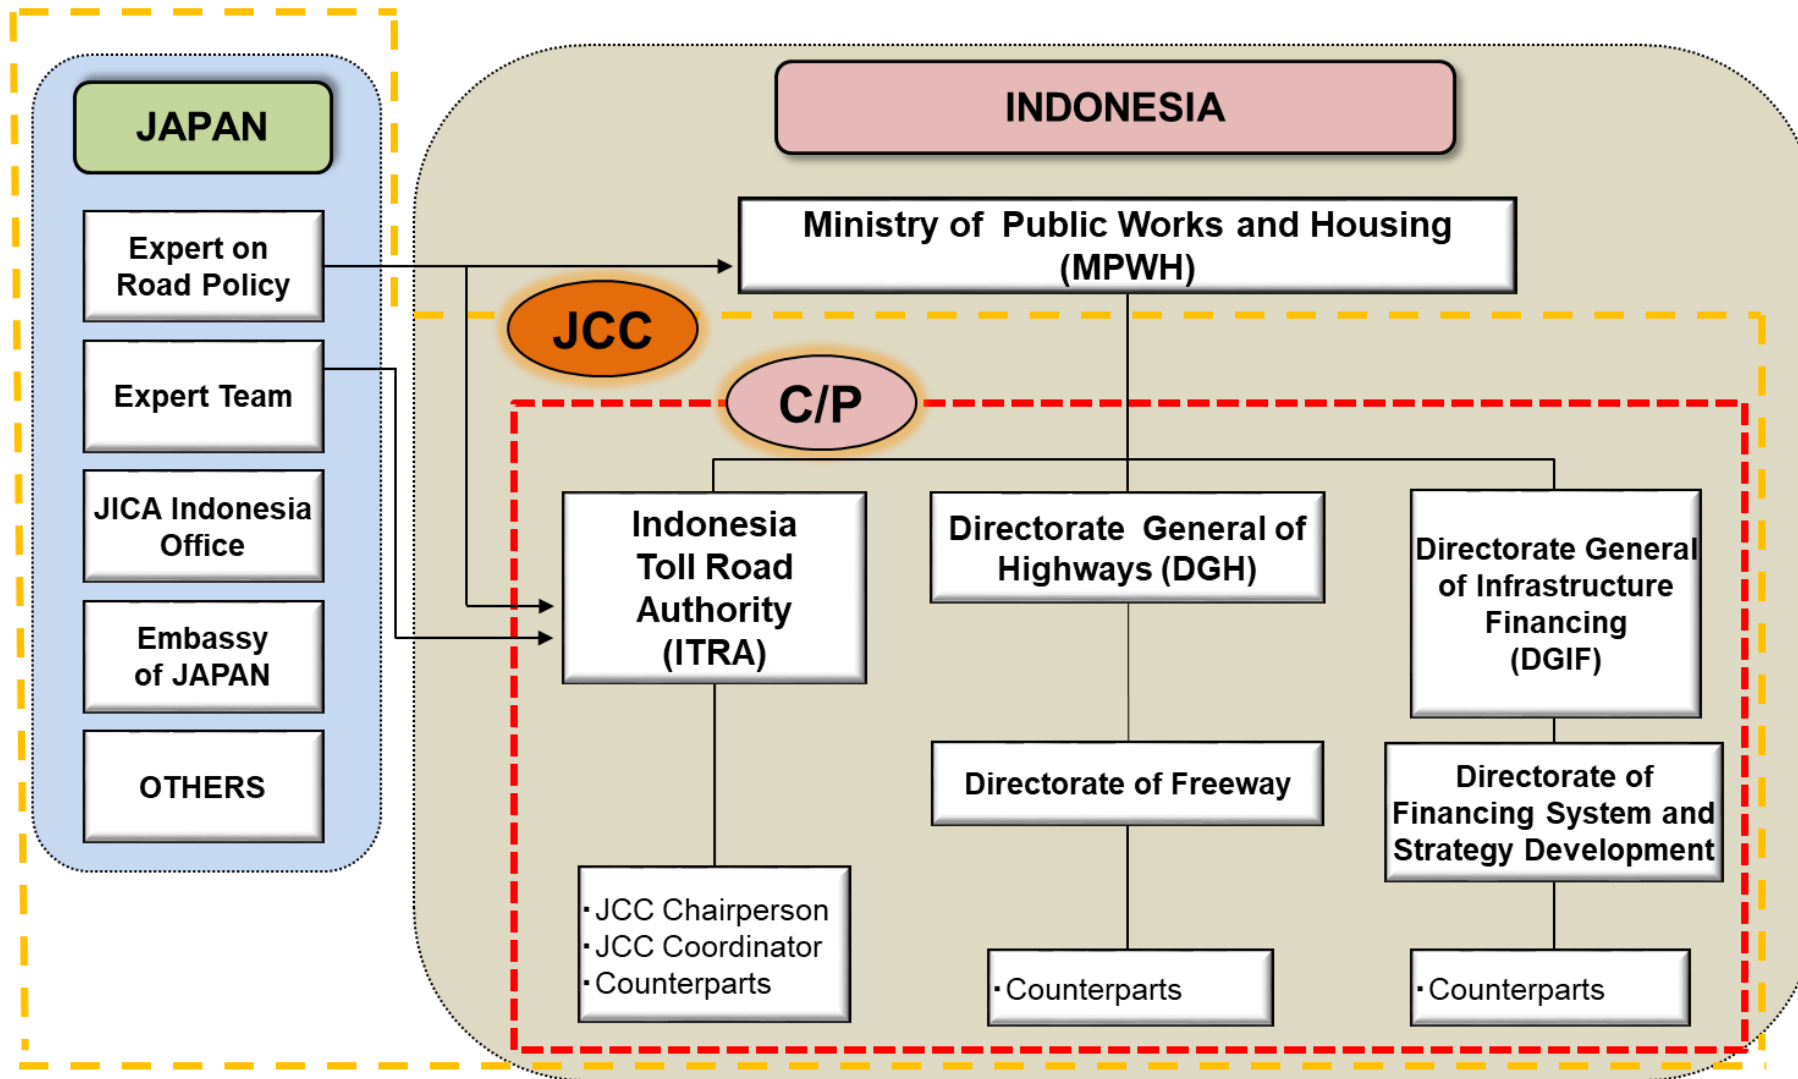 JAPAN
Expert on
Road Policy
Expert Team
JICA Indonesia
Office
Embassy
of JAPAN
OTHERS
INDONESIA
Ministry of Public Works and Housing
(MPWH)
JCC
C/P
Indonesia
Toll Road
Authority
(ITRA)
・JCC Chairperson
・JCC Coordinator
・Counterparts
Directorate General of
Highways (DGH)
Directorate of Freeway
・Counterparts
Directorate General
of Infrastructure
Financing
(DGIF)
Directorate of
Financing System and
Strategy Development
・Counterparts